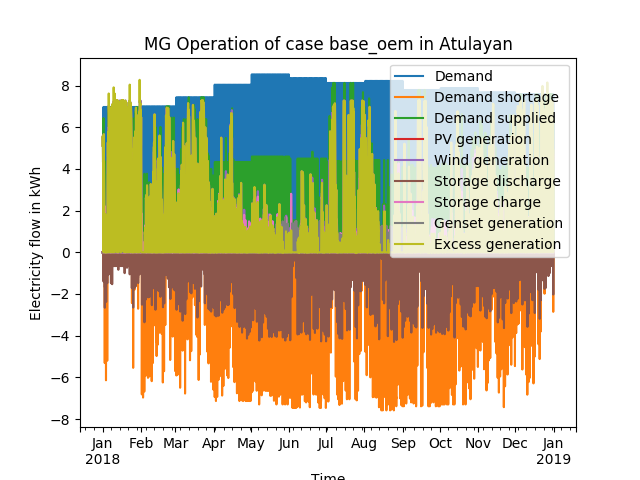 MG Operation of case base_oem in Atulayan
Electricity flow in kWh
8
6
4
2
0
−2
−4
−6
−8
Demand
Demand shortage
Demand supplied
PV generation
Wind generation
Storage discharge
Storage charge
Genset generation
Excess generation
Jan Feb Mar Apr May Jun Jul Aug Sep Oct Nov Dec Jan
2018 2019
Time